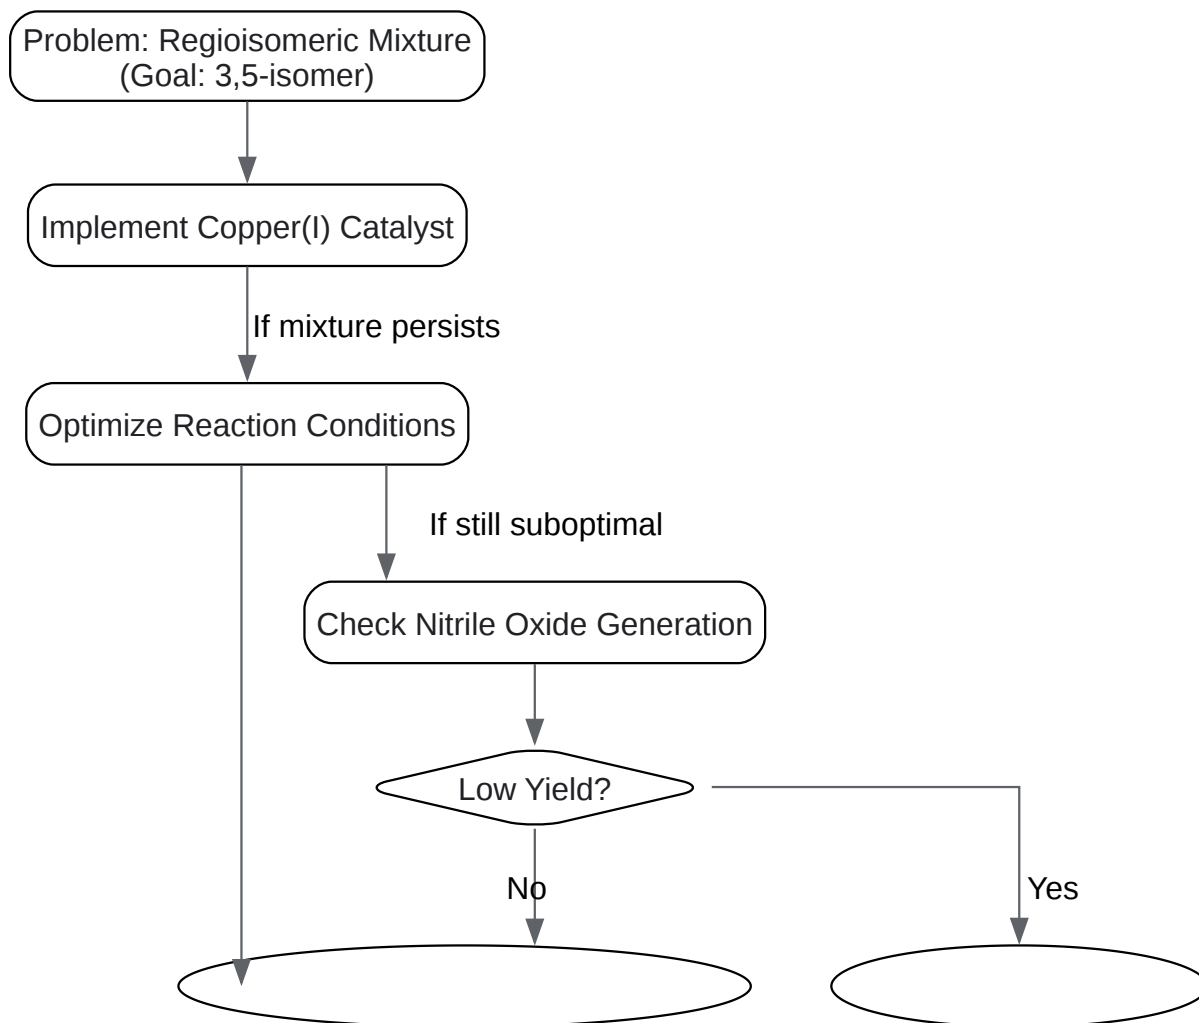 Problem: Regioisomeric Mixture
(Goal: 3,5-isomer)
Implement Copper(I) Catalyst
If mixture persists
Optimize Reaction Conditions
If still suboptimal
Check Nitrile Oxide Generation
Low Yield?
No
Yes